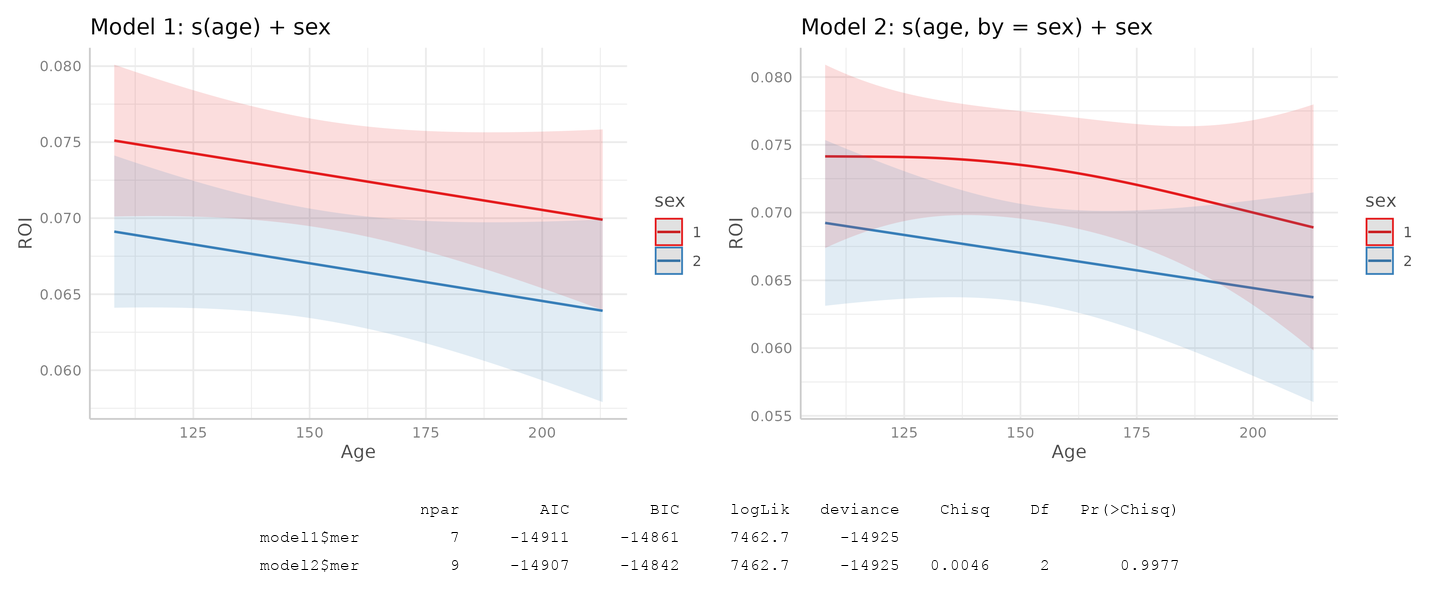 Model 1: s(age) + sex
0.080
0.075
0.070
0.065
0.060
ROI
125 150 175 200
Age
sex
1
2
Model 2: s(age, by = sex) + sex
0.080
0.075
0.070
0.065
0.060
0.055
ROI
125 150 175 200
Age
sex
1
2
npar AIC BIC logLik deviance Chisq Df Pr(>Chisq)
model1$mer 7 -14911 -14861 7462.7 -14925
model2$mer 9 -14907 -14842 7462.7 -14925 0.0046 2 0.9977